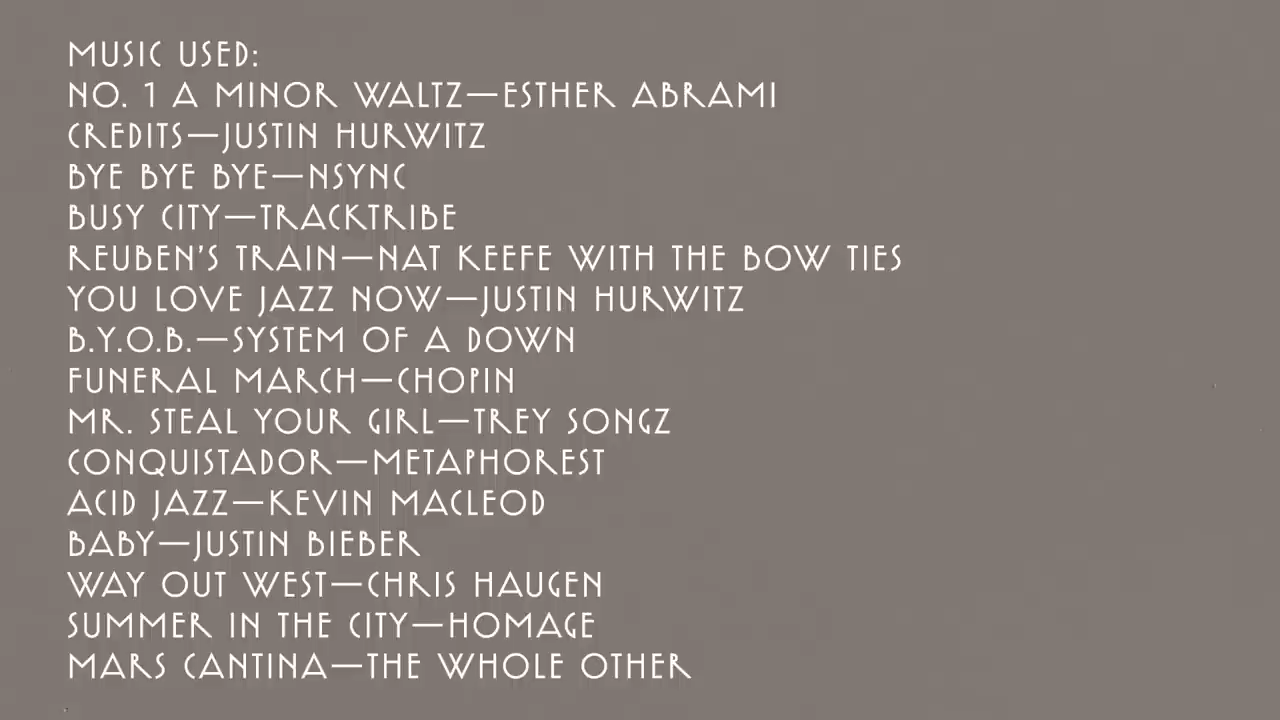 MUSIC USED:
NO. 1 A MINOR WALTZ—ESTHER ABRAMI
CREDITS—JUSTIN HURWITZ
BYE BYE BYE—NSYNC
BUSY CITY—TRACKTRIBE
REUBEN'S TRAIN—NAT KEEFE WITH THE BOW TIES
YOU LOVE JAZZ NOW—JUSTIN HURWITZ
B.Y.O.B.—SYSTEM OF A DOWN
FUNERAL MARCH—CHOPIN
MR. STEAL YOUR GIRL—TREY SONGZ
CONQUISTADOR—METAPHOREST
ACID JAZZ—KEVIN MACLEOD
BABY—JUSTIN BIEBER
WAY OUT WEST—CHRIS HAUGEN
SUMMER IN THE CITY—HOMAGE
MARS CANTINA—THE WHOLE OTHER